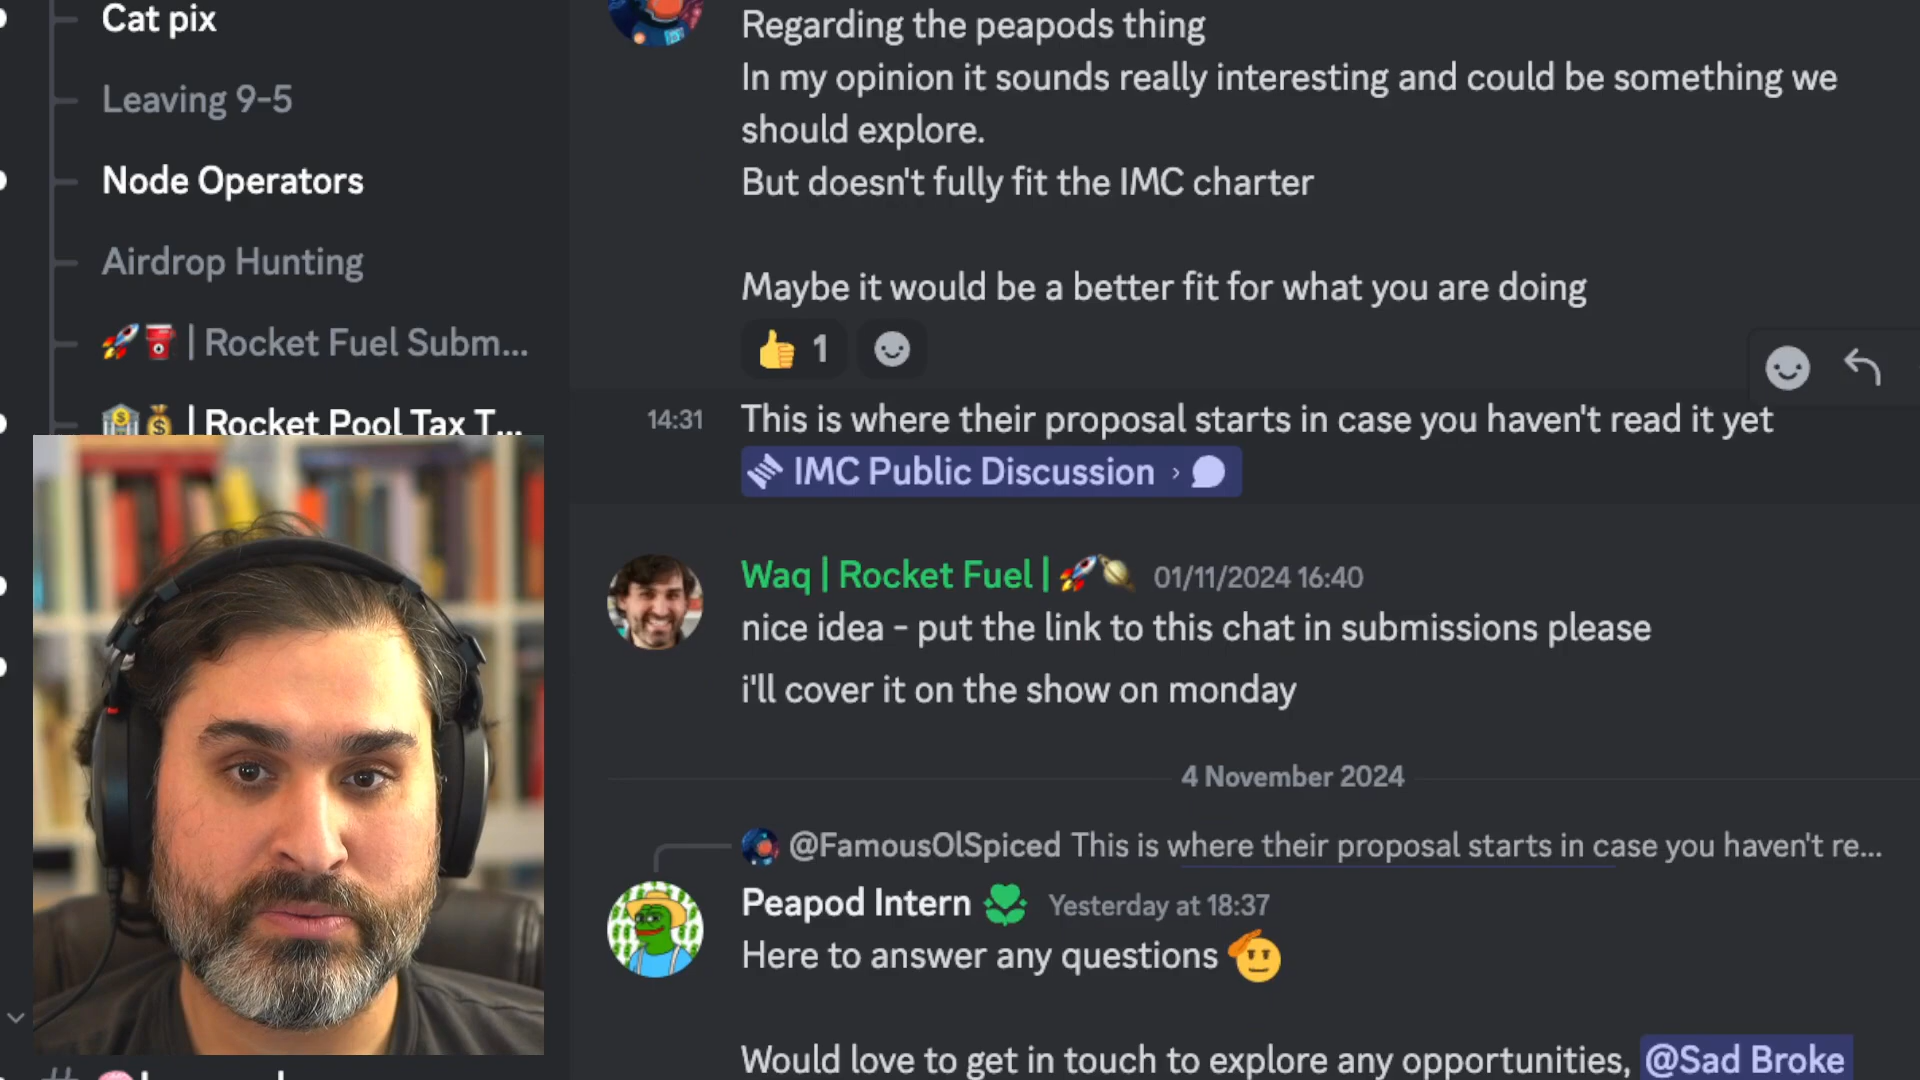 Cat pix
Leaving 9-5
Node Operators
Airdrop Hunting
| Rocket Fuel Subm...
| Rocket Pool Tax T...
Regarding the peapods thing
In my opinion it sounds really interesting and could be something we
should explore.
But doesn't fully fit the IMC charter
Maybe it would be a better fit for what you are doing
1
14:31 This is where their proposal starts in case you haven't read it yet
IMC Public Discussion ›
Waq | Rocket Fuel | 01/11/2024 16:40
nice idea - put the link to this chat in submissions please
i'll cover it on the show on monday
4 November 2024
@FamousOlSpiced This is where their proposal starts in case you haven't re...
Peapod Intern Yesterday at 18:37
Here to answer any questions
Would love to get in touch to explore any opportunities, @Sad Broke